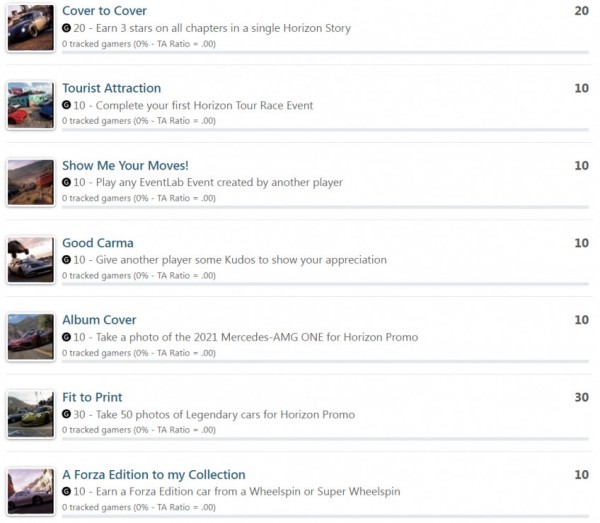 Cover to Cover 20
G 20 - Earn 3 stars on all chapters in a single Horizon Story
0 tracked gamers (0% - TA Ratio = .00)
Tourist Attraction 10
G 10 - Complete your first Horizon Tour Race Event
0 tracked gamers (0% - TA Ratio = .00)
Show Me Your Moves! 10
G 10 - Play any EventLab Event created by another player
0 tracked gamers (0% - TA Ratio = .00)
Good Carma 10
G 10 - Give another player some Kudos to show your appreciation
0 tracked gamers (0% - TA Ratio = .00)
Album Cover 10
G 10 - Take a photo of the 2021 Mercedes-AMG ONE for Horizon Promo
0 tracked gamers (0% - TA Ratio = .00)
Fit to Print 30
G 30 - Take 50 photos of Legendary cars for Horizon Promo
0 tracked gamers (0% - TA Ratio = .00)
A Forza Edition to my Collection 10
G 10 - Earn a Forza Edition car from a Wheelspin or Super Wheelspin
0 tracked gamers (0% - TA Ratio = .00)